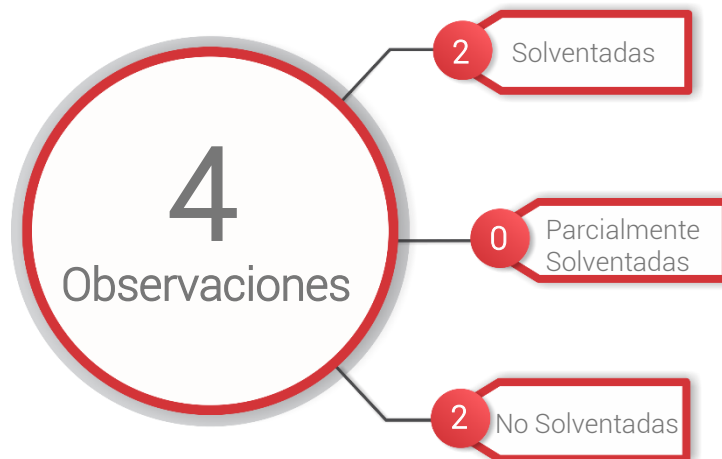 4
Observaciones
2
Solventadas
0
Parcialmente
Solventadas
2
No Solventadas